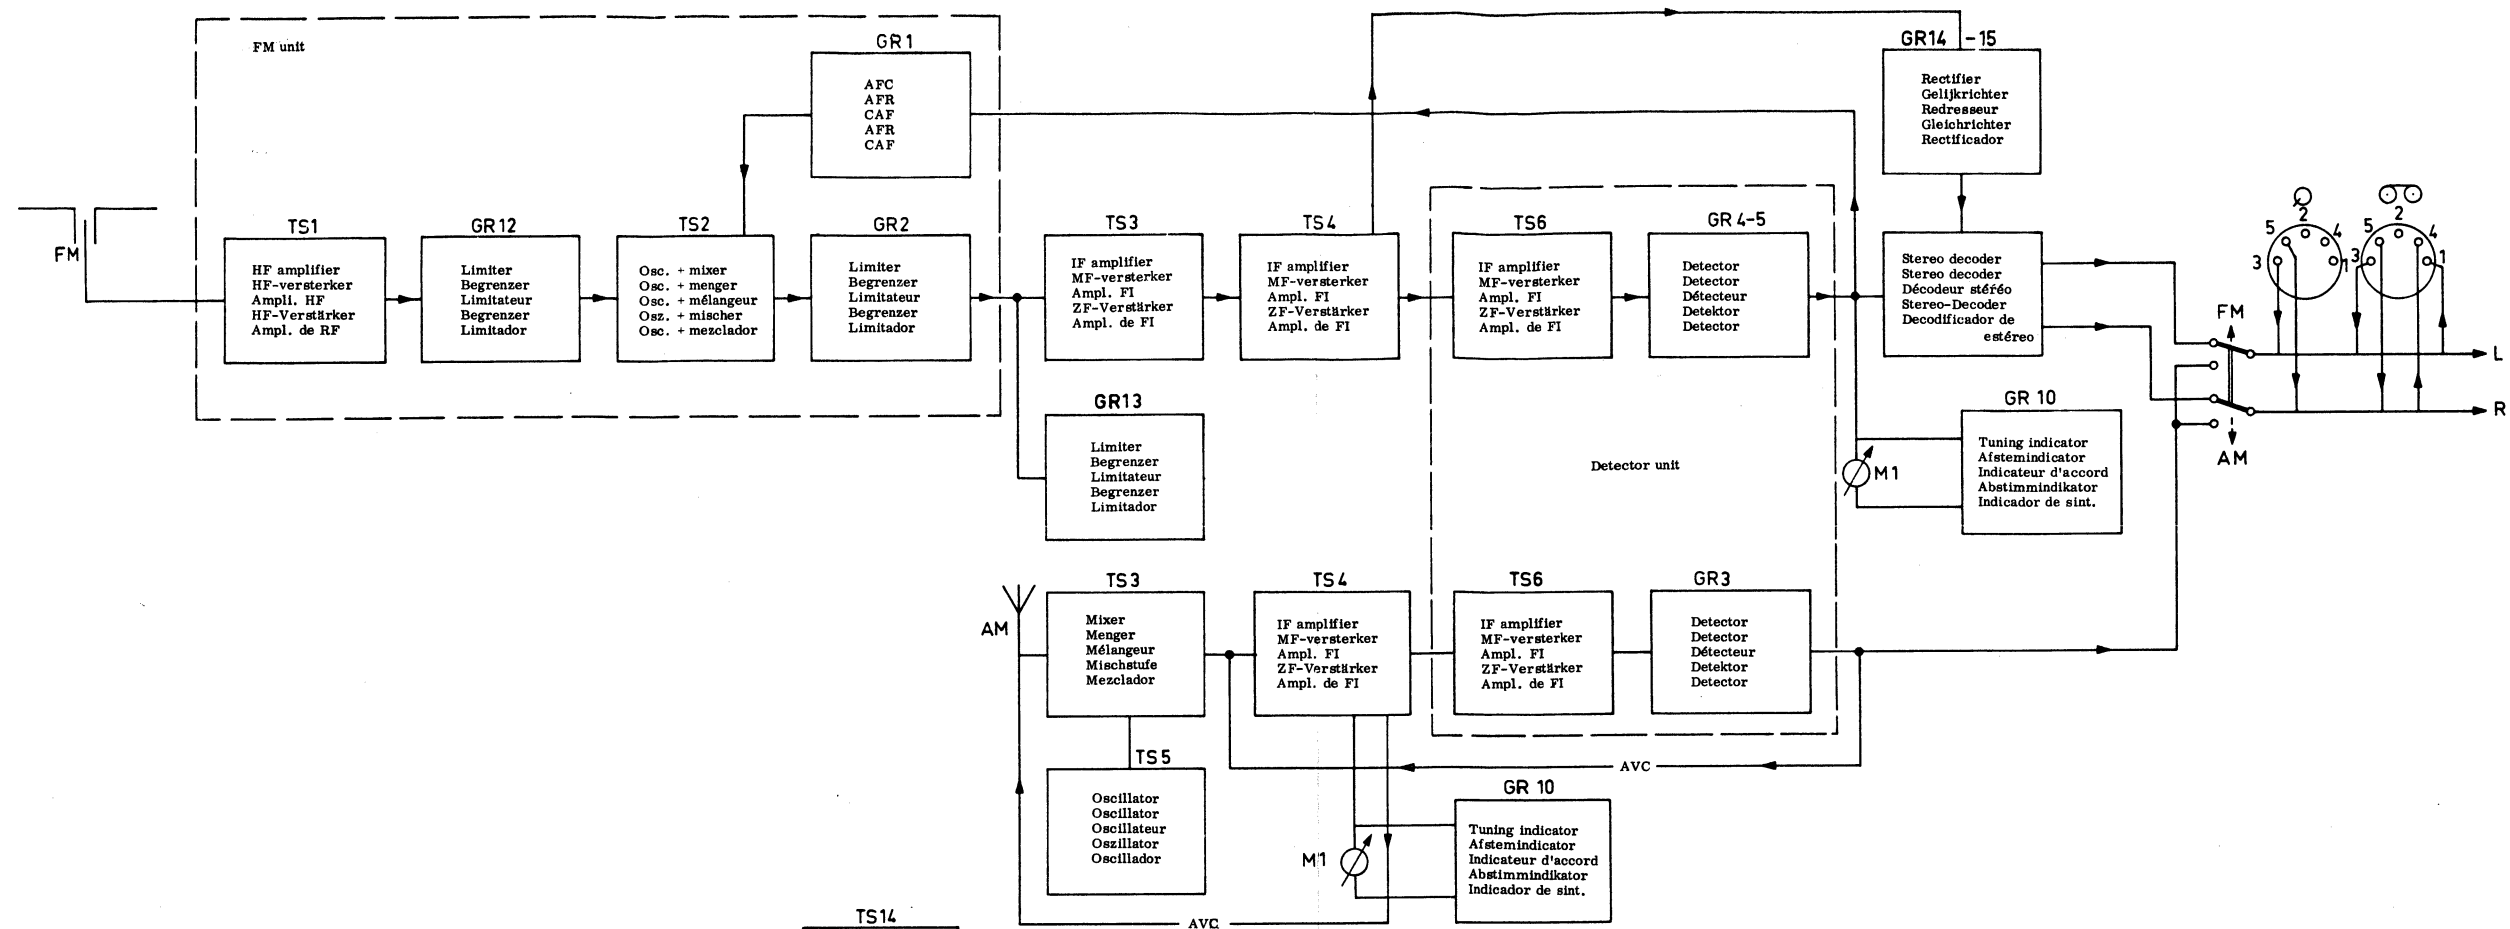 FM unit
GR1
AFC
AFR
CAF
AFR
CAF
GR14 -15
Rectifier
Gelijkrichter
Redresseur
Gleichrichter
Rectificador
FM
TS1
HF amplifier
HF-versterker
Ampli. HF
HF-Verstärker
Ampl. de RF
GR12
Limiter
Begrenzer
Limitateur
Begrenzer
Limitador
TS2
Osc. + mixer
Osc. + menger
Osc. + mélangeur
Osz. + mischer
Osc. + mezclador
GR2
Limiter
Begrenzer
Limitateur
Begrenzer
Limitador
TS3
IF amplifier
MF-versterker
Ampl. FI
ZF-Verstärker
Ampl. de FI
TS4
IF amplifier
MF-versterker
Ampl. FI
ZF-Verstärker
Ampl. de FI
TS6
IF amplifier
MF-versterker
Ampl. FI
ZF-Verstärker
Ampl. de FI
GR4-5
Detector
Detector
Détecteur
Detektor
Detector
Stereo decoder
Stereo decoder
Décodeur stéréo
Stereo-Decoder
Decodificador de
estéreo
2
5 4
3 1
2
5 4
3 1
FM
L
R
AM
GR13
Limiter
Begrenzer
Limitateur
Begrenzer
Limitador
Detector unit
M1
GR 10
Tuning indicator
Afstemindicator
Indicateur d'accord
Abstimmindikator
Indicador de sint.
AM
TS3
Mixer
Menger
Mélangeur
Mischstufe
Mezclador
TS4
IF amplifier
MF-versterker
Ampl. FI
ZF-Verstärker
Ampl. de FI
TS6
IF amplifier
MF-versterker
Ampl. FI
ZF-Verstärker
Ampl. de FI
GR3
Detector
Detector
Détecteur
Detektor
Detector
TS5
Oscillator
Oscillator
Oscillateur
Oszillator
Oscillador
AVC
M1
GR 10
Tuning indicator
Afstemindicator
Indicateur d'accord
Abstimmindikator
Indicador de sint.
AVC
TS14